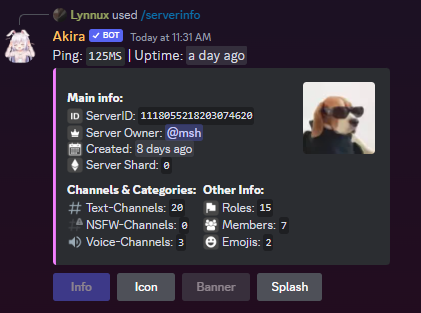 Lynnux used /serverinfo
Akira ✓ BOT Today at 11:31 AM
Ping: 125MS | Uptime: a day ago
Main info:
ID ServerID: 1118055218203074620
Server Owner: @msh
Created: 8 days ago
Server Shard: 0
Channels & Categories: Other Info:
Text-Channels: 20 Roles: 15
NSFW-Channels: 0 Members: 7
Voice-Channels: 3 Emojis: 2
Info Icon Banner Splash